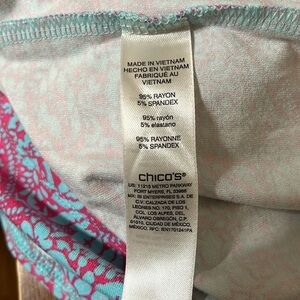 MADE IN VIETNAM
HECHO EN VIETNAM
FABRIQUÉ AU
VIETNAM
95% RAYON
5% SPANDEX
95% rayón
5% elastano
95% RAYONNE
5% SPANDEX
chico's®
US: 11215 METRO PARKWAY
FORT MYERS, FL 33966
MX: IB ENTERPRISES S.A. DE
C.V. CALZADA DE LOS
LEONES NO. 170, PISO 1,
COL. LOS ALPES, DEL.
ÁLVARO OBREGÓN, C.P.
01010, CIUDAD DE MÉXICO,
MÉXICO, RFC: